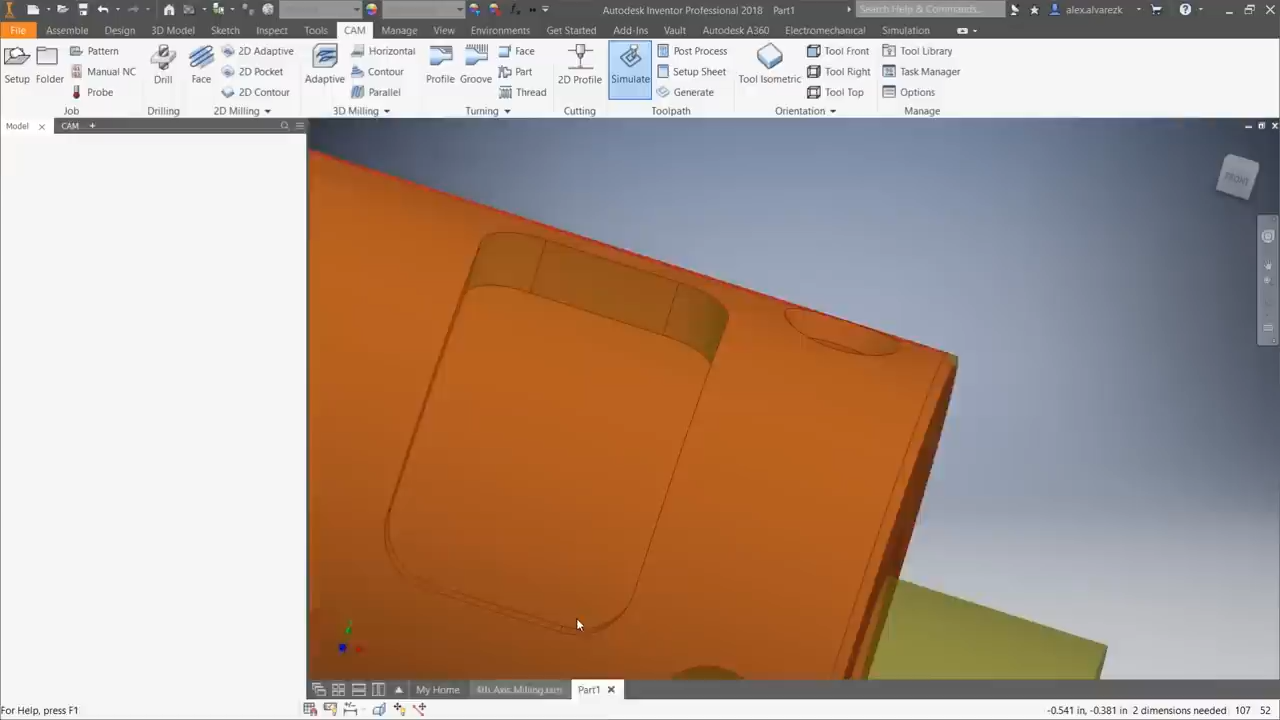 Autodesk Inventor Professional 2018 Part1
Search Help & Commands...
alex.alvarezk
File Assembly Design 3D Model Sketch Inspect Tools CAM Manage View Environments Get Started Add-Ins Vault Autodesk A360 Electromechanical Simulation
Pattern 2D Adaptive Horizontal Face Post Process Tool Front Tool Library
Setup Folder Manual NC Drill Face 2D Pocket Adaptive Contour Profile Groove Part 2D Profile Simulate Setup Sheet Tool Isometric Tool Right Task Manager
Probe 2D Contour Parallel Thread Generate Tool Top Options
Job Drilling 2D Milling 3D Milling Turning Cutting Toolpath Orientation Manage
Model CAM
FRONT
My Home 4th Axis Milling.ipm Part1
For Help, press F1 -0.541 in, -0.381 in 2 dimensions needed 107 52